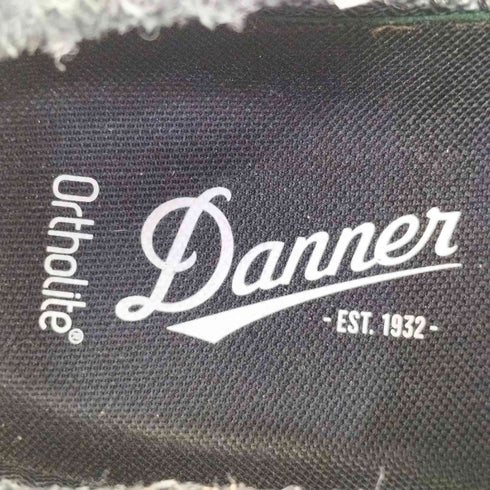 Ortholite®
Danner
- EST. 1932 -